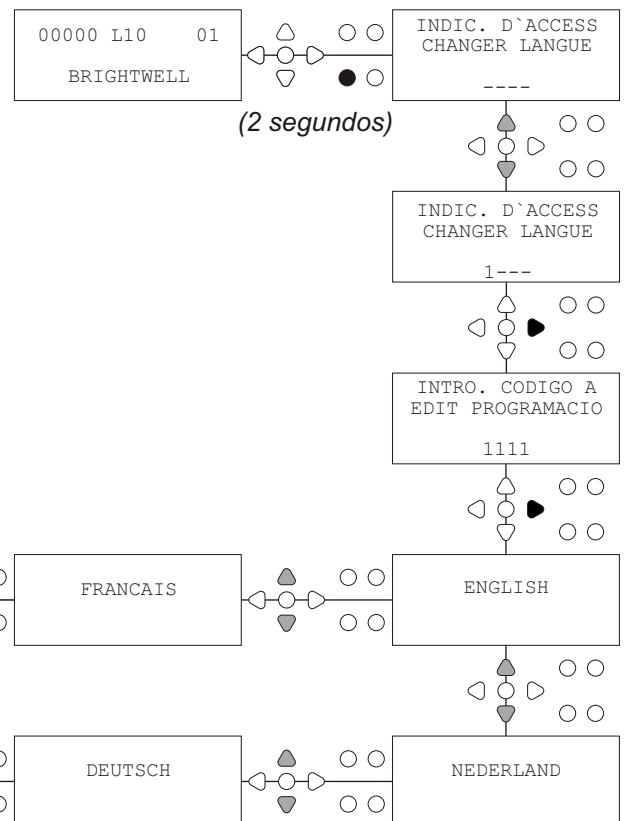 00000 L10 01
BRIGHTWELL
(2 segundos)
INDIC. D`ACCESS
CHANGER LANGUE
----
INDIC. D`ACCESS
CHANGER LANGUE
1---
INTRO. CODIGO A
EDIT PROGRAMACIO
1111
FRANCAIS
ENGLISH
DEUTSCH
NEDERLAND